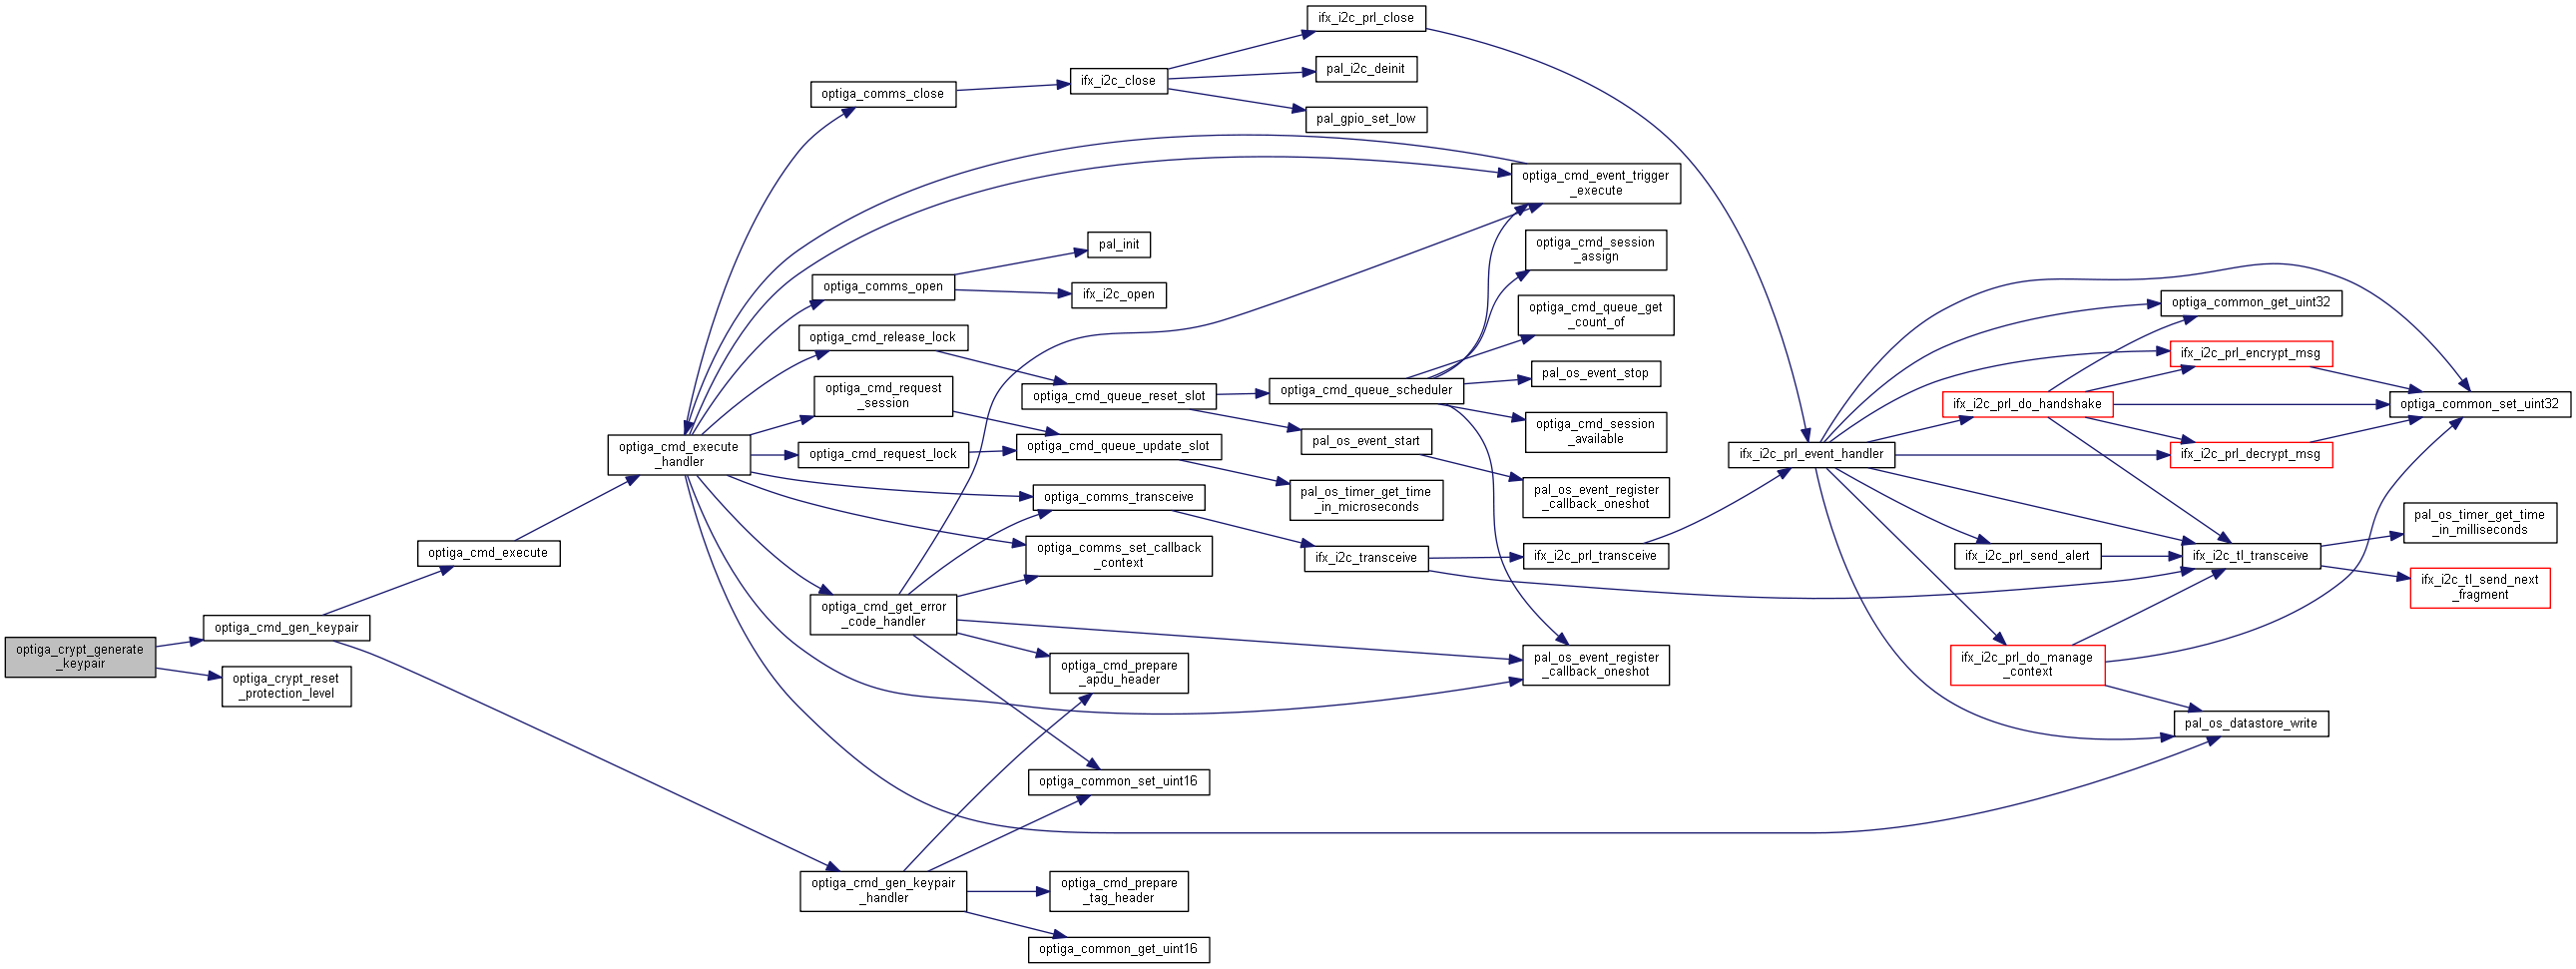 optiga_crypt_generate
_keypair
optiga_cmd_gen_keypair
optiga_crypt_reset
_protection_level
optiga_cmd_execute
optiga_cmd_execute
_handler
optiga_comms_close
optiga_comms_open
optiga_cmd_release_lock
optiga_cmd_request
_session
optiga_cmd_request_lock
optiga_cmd_get_error
_code_handler
optiga_cmd_gen_keypair
_handler
ifx_i2c_close
pal_init
ifx_i2c_open
optiga_cmd_queue_reset_slot
optiga_cmd_queue_update_slot
optiga_comms_transceive
optiga_comms_set_callback
_context
optiga_cmd_prepare
_apdu_header
optiga_common_set_uint16
optiga_cmd_prepare
_tag_header
optiga_common_get_uint16
ifx_i2c_prl_close
pal_i2c_deinit
pal_gpio_set_low
optiga_cmd_queue_scheduler
pal_os_event_start
pal_os_timer_get_time
_in_microseconds
ifx_i2c_transceive
optiga_cmd_event_trigger
_execute
optiga_cmd_session
_assign
optiga_cmd_queue_get
_count_of
pal_os_event_stop
optiga_cmd_session
_available
pal_os_event_register
_callback_oneshot
ifx_i2c_prl_transceive
pal_os_event_register
_callback_oneshot
ifx_i2c_prl_event_handler
ifx_i2c_prl_do_handshake
ifx_i2c_prl_send_alert
ifx_i2c_prl_do_manage
_context
optiga_common_get_uint32
ifx_i2c_prl_encrypt_msg
ifx_i2c_prl_decrypt_msg
ifx_i2c_tl_transceive
pal_os_datastore_write
optiga_common_set_uint32
pal_os_timer_get_time
_in_milliseconds
ifx_i2c_tl_send_next
_fragment